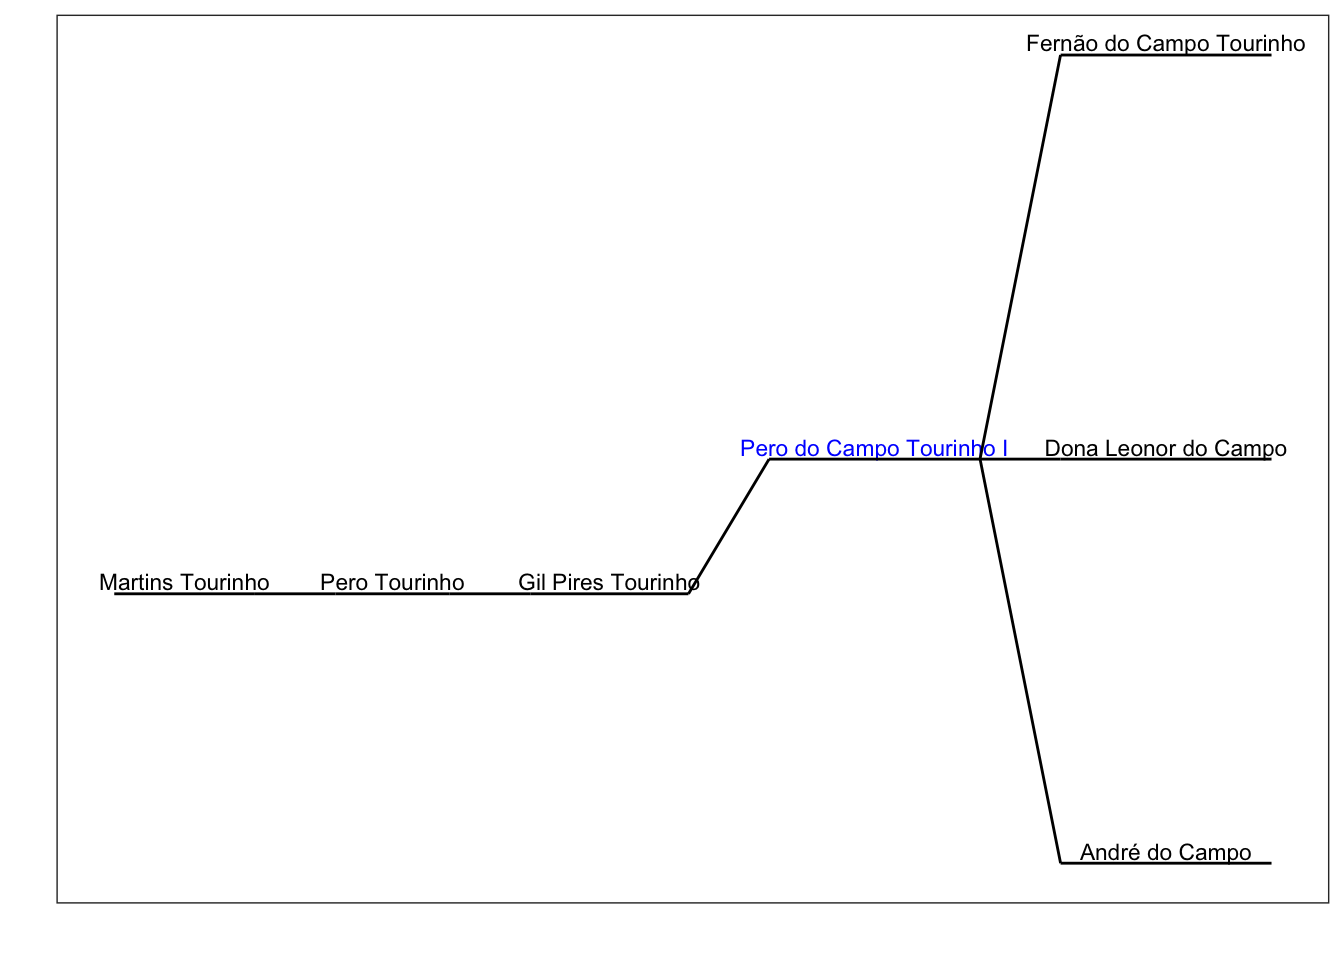 Fernão do Campo Tourinho
Pero do Campo Tourinho I
Dona Leonor do Campo
Martins Tourinho
Pero Tourinho
Gil Pires Tourinho
André do Campo